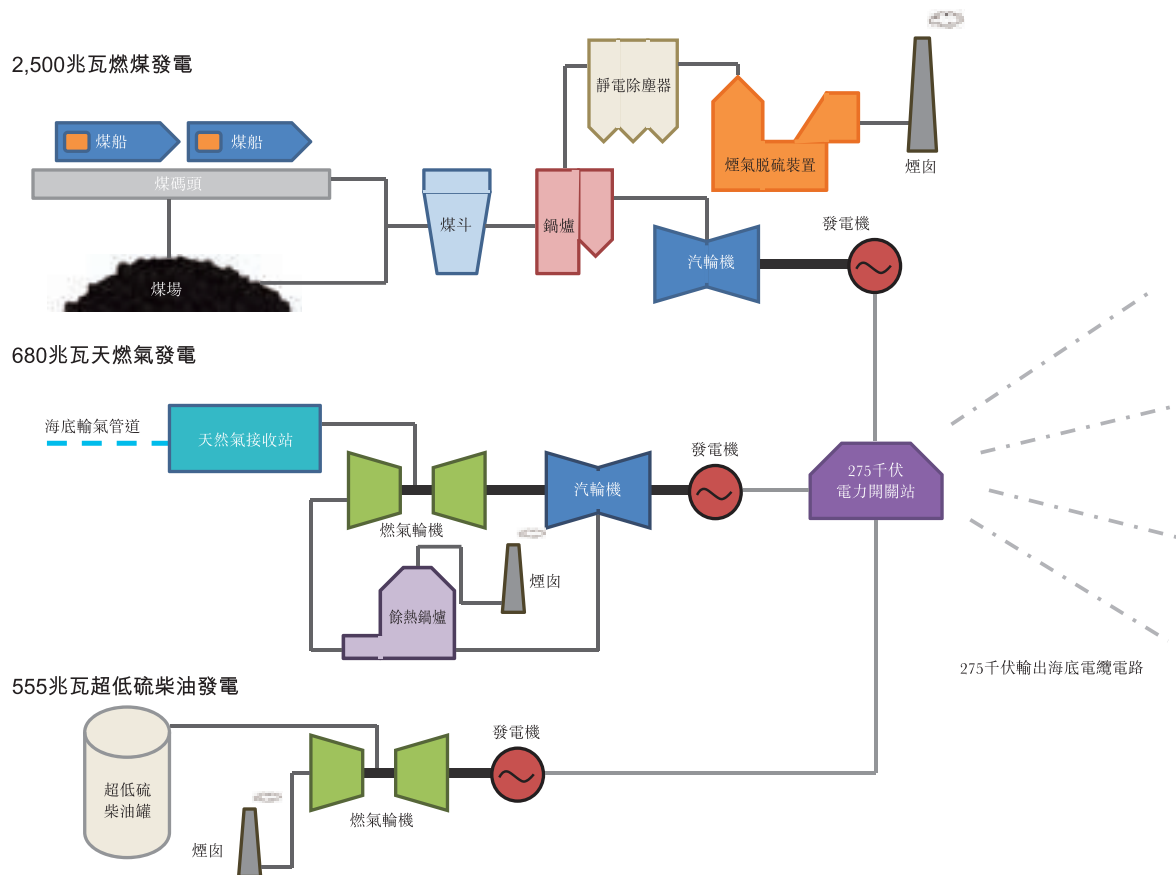 2,500兆瓦燃煤發電
靜電除塵器
煤船
煤船
煤碼頭
煤斗
鍋爐
煙氣脱硫裝置
煙囱
發電機
汽輪機
煤場
680兆瓦天燃氣發電
海底輸氣管道
天然氣接收站
發電機
汽輪機
275千伏
電力開關站
燃氣輪機
煙囱
餘熱鍋爐
275千伏輸出海底電纜電路
555兆瓦超低硫柴油發電
發電機
超低硫
柴油罐
燃氣輪機
煙囱